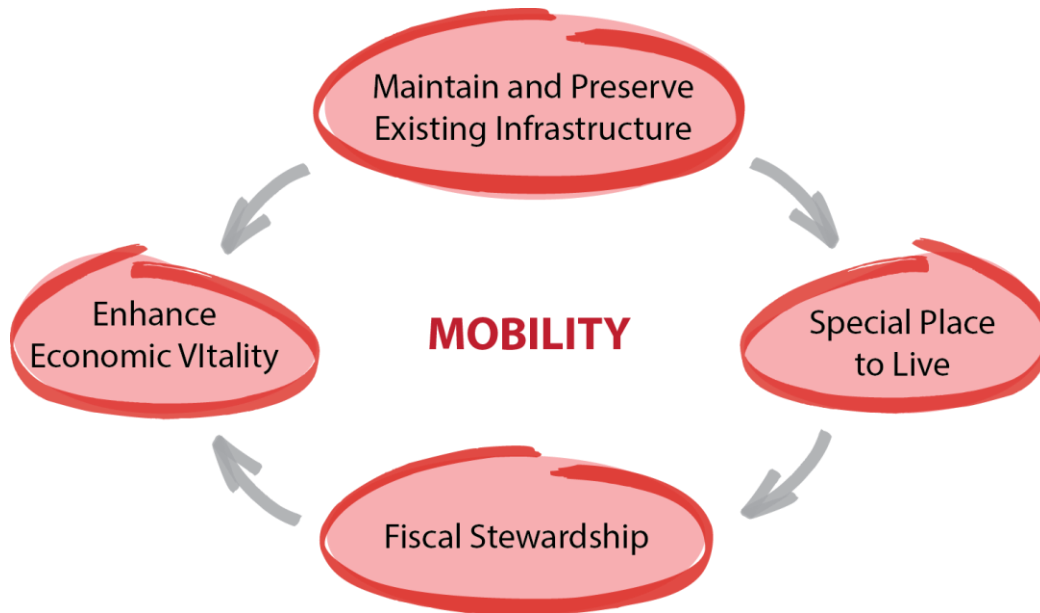 Maintain and Preserve
Existing Infrastructure
Enhance
Economic VItality
MOBILITY
Special Place
to Live
Fiscal Stewardship